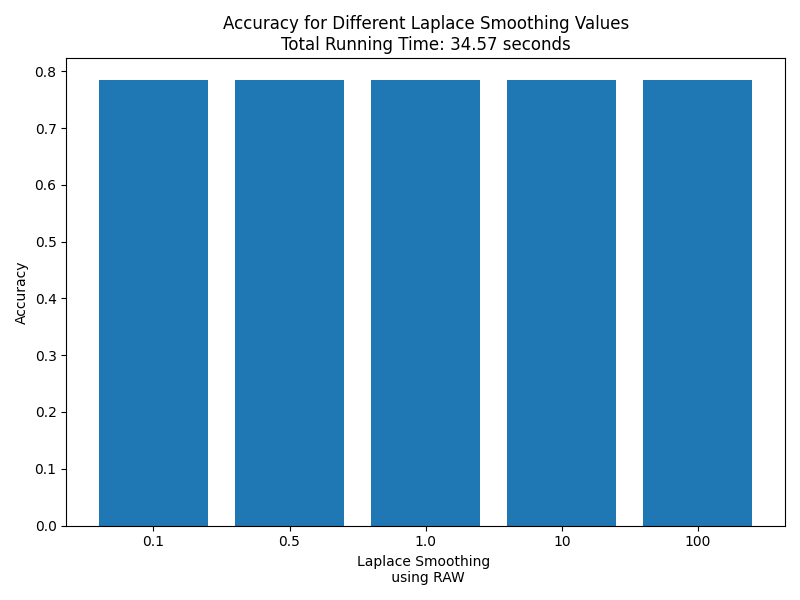 Accuracy for Different Laplace Smoothing Values
Total Running Time: 34.57 seconds
Accuracy
0.8
0.7
0.6
0.5
0.4
0.3
0.2
0.1
0.0
0.1 0.5 1.0 10 100
Laplace Smoothing
using RAW